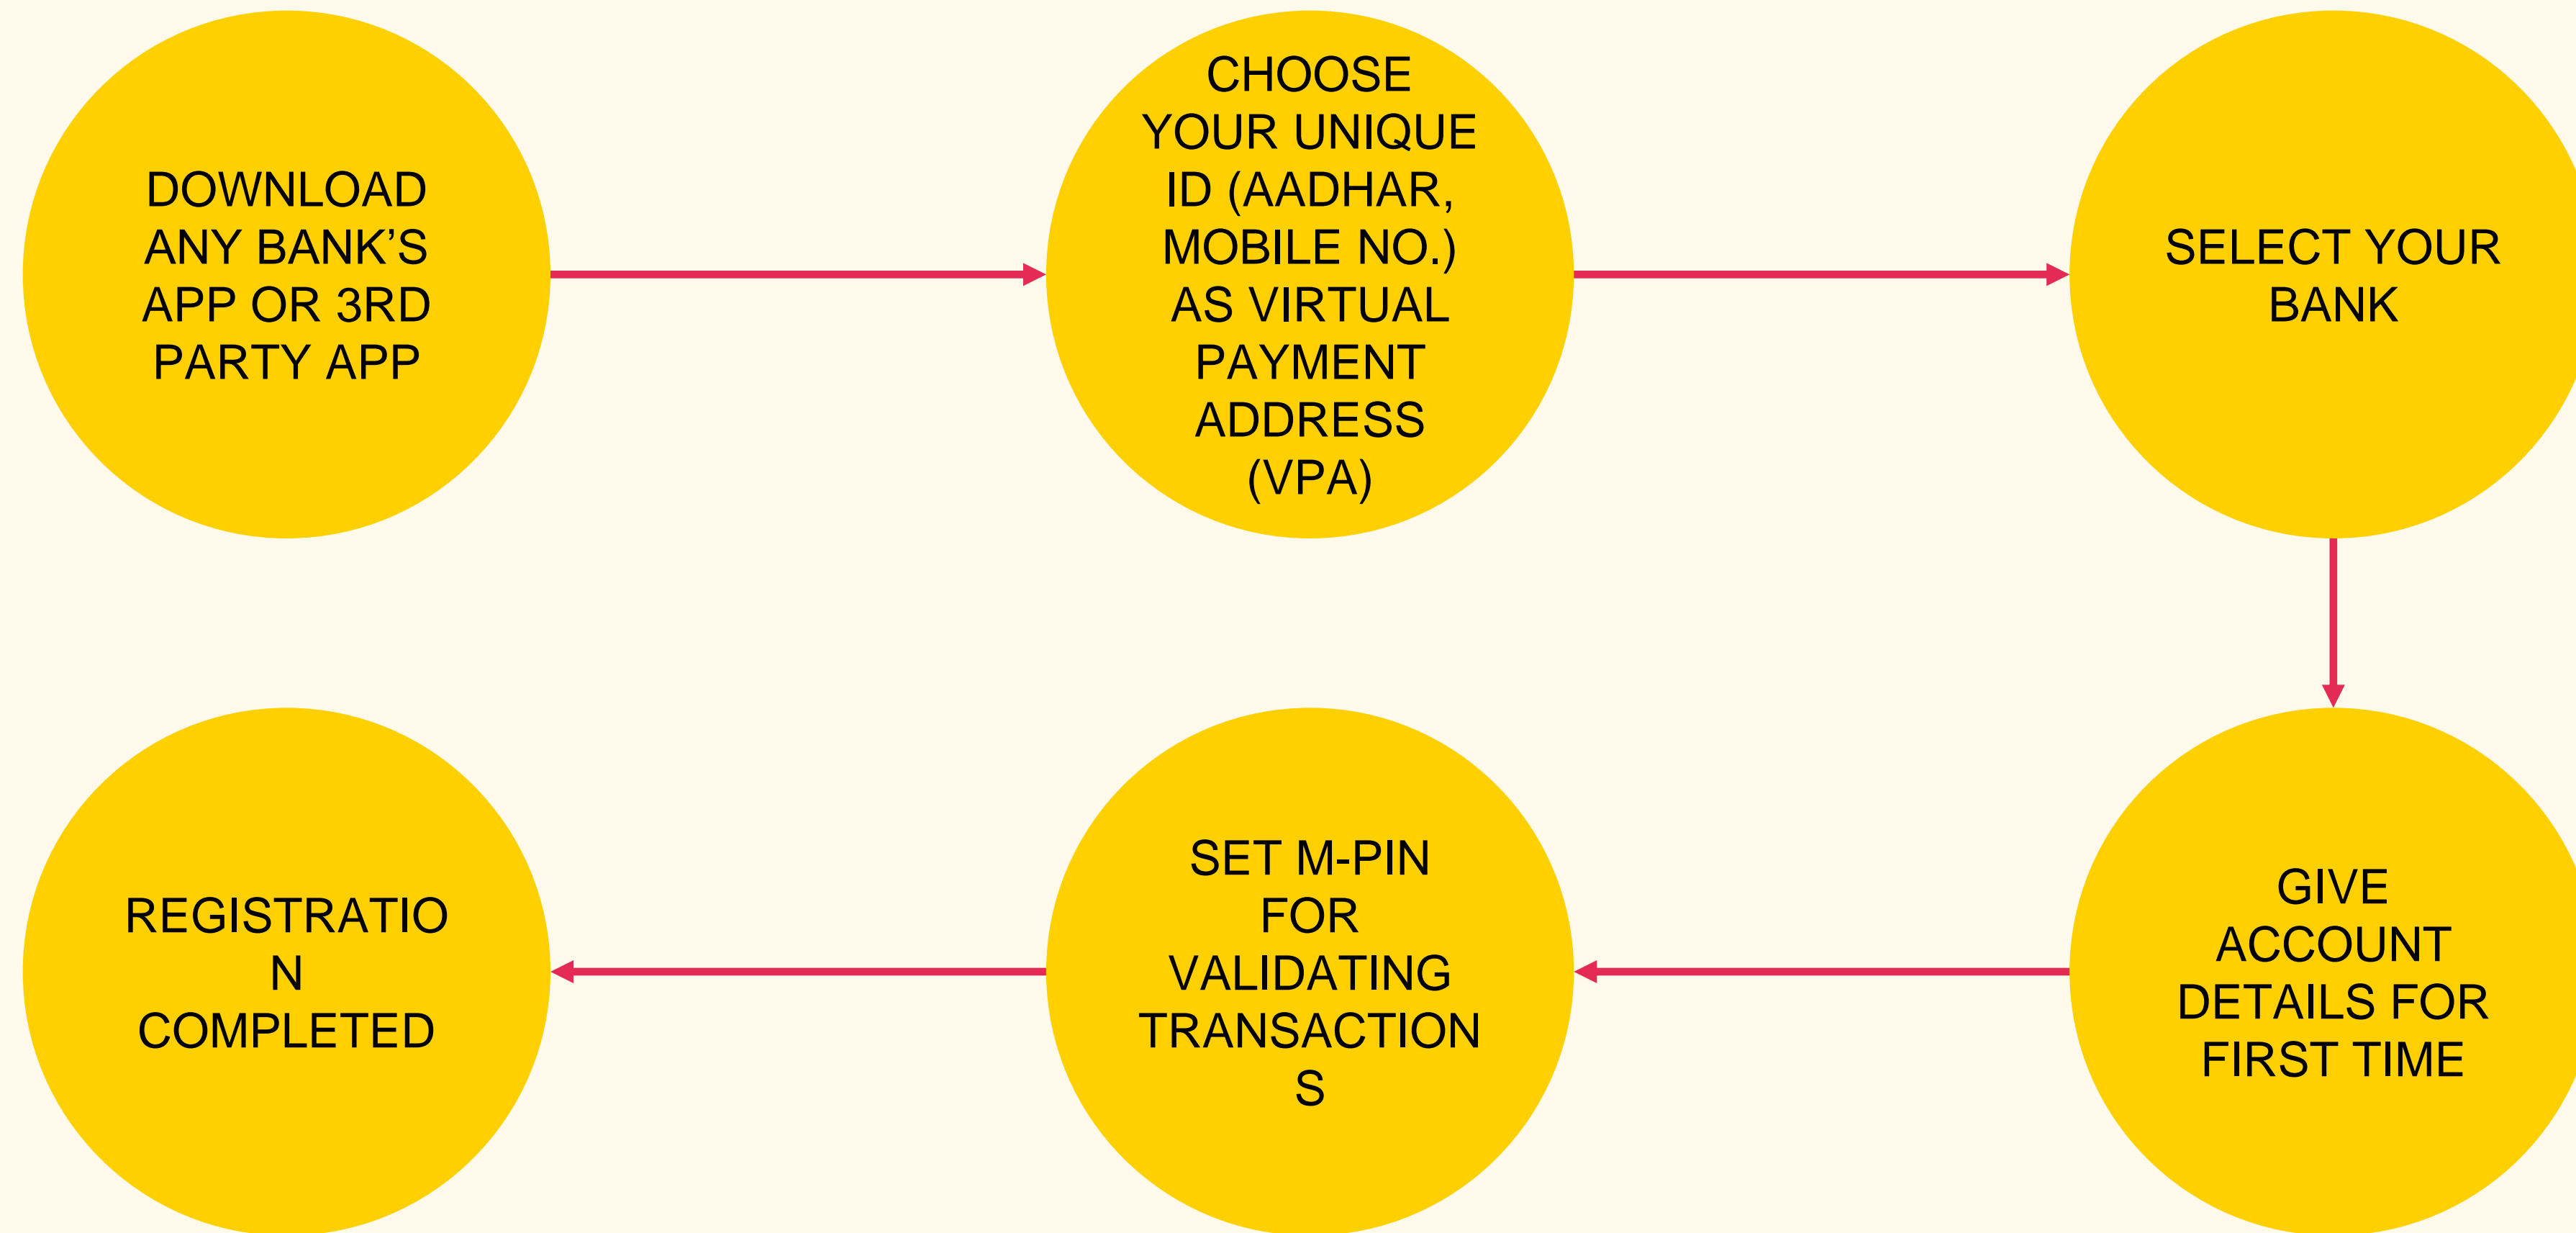 DOWNLOAD
ANY BANK’S
APP OR 3RD
PARTY APP
CHOOSE
YOUR UNIQUE
ID (AADHAR,
MOBILE NO.)
AS VIRTUAL
PAYMENT
ADDRESS
(VPA)
SELECT YOUR
BANK
GIVE
ACCOUNT
DETAILS FOR
FIRST TIME
SET M-PIN
FOR
VALIDATING
TRANSACTION
S
REGISTRATIO
N
COMPLETED